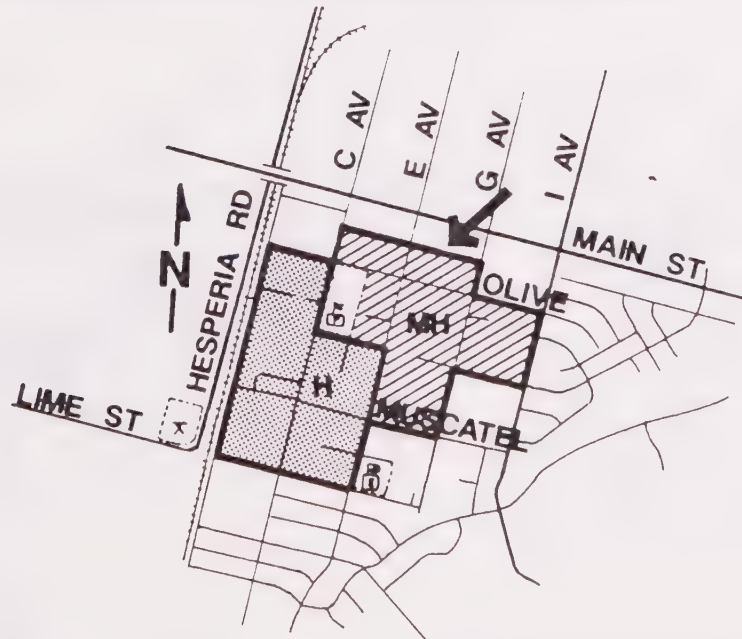 C AV
E AV
G AV
I AV
MAIN ST
HESPERIA RD
N
OLIVE
MH
H
MUSCATEL
LIME ST